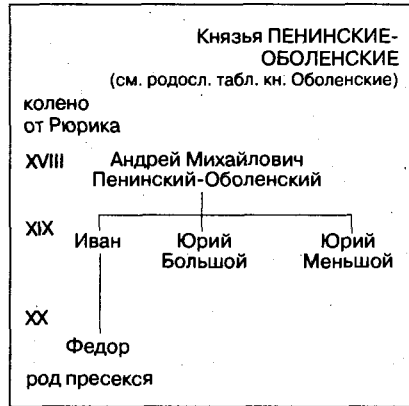 Князья ПЕНИНСКИЕ-
ОБОЛЕНСКИЕ
(см. родосл. табл. кн. Оболенские)
колено
от Рюрика
XVIII Андрей Михайлович
Пенинский-Оболенский
XIX Иван Юрий Юрий
Большой Меньшой
XX
Федор
род пресекся